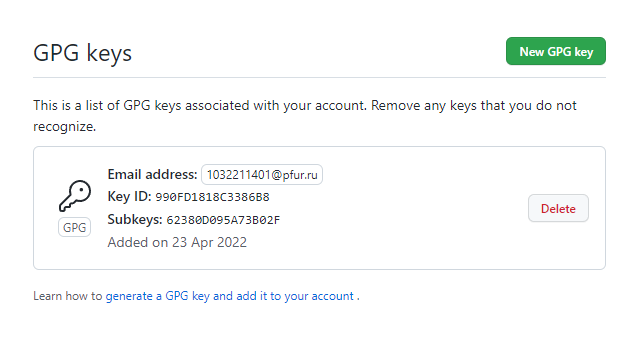 GPG keys
New GPG key
This is a list of GPG keys associated with your account. Remove any keys that you do not
recognize.
Email address: 1032211401@pfur.ru
Key ID: 990FD1818C3386B8
Subkeys: 62380D095A73B02F
Added on 23 Apr 2022
GPG
Delete
Learn how to generate a GPG key and add it to your account .